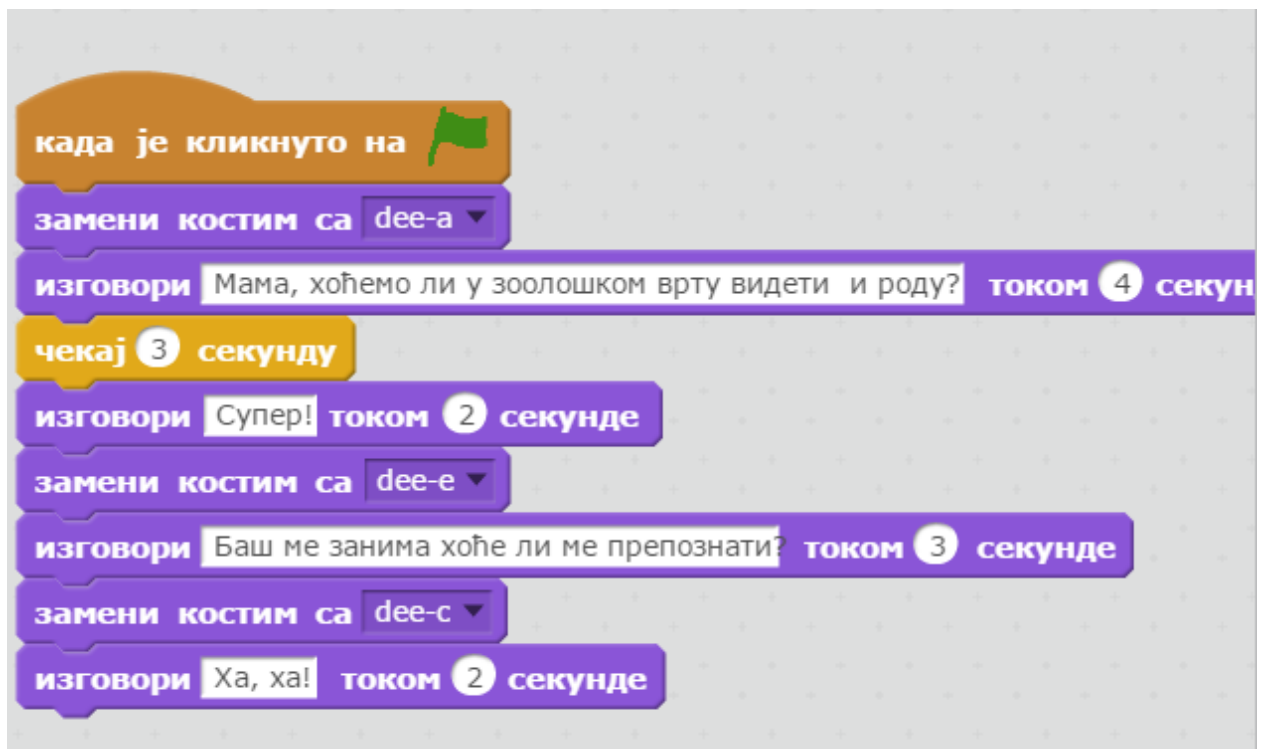 када је кликнуто на
замени костим са dee-a
изговори Мама, хоћемо ли у зоолошком врту видети и роду? током 4 секун
чекај 3 секунду
изговори Супер! током 2 секунде
замени костим са dee-e
изговори Баш ме занима хоће ли ме препознати? током 3 секунде
замени костим са dee-c
изговори Ха, ха! током 2 секунде